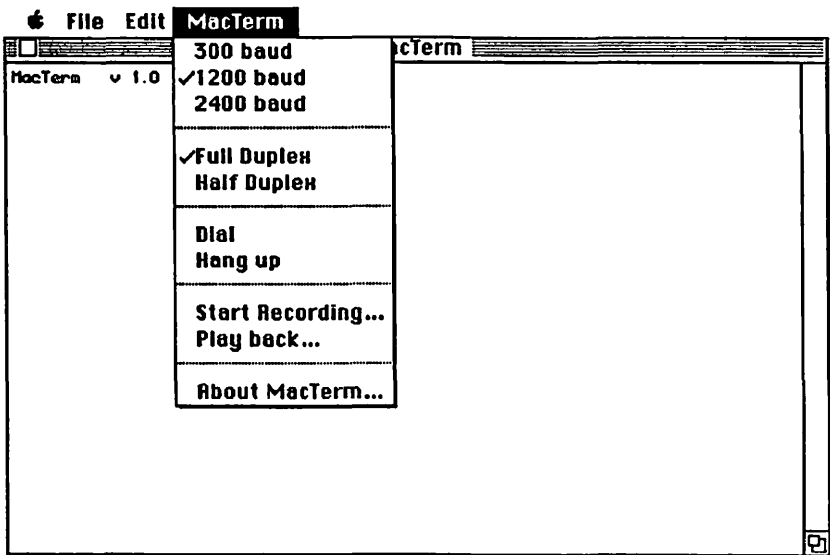 File Edit MacTerm
cTerm
MacTerm v 1.0
300 baud
✓1200 baud
2400 baud
✓Full Duplex
Half Duplex
Dial
Hang up
Start Recording...
Play back...
About MacTerm...